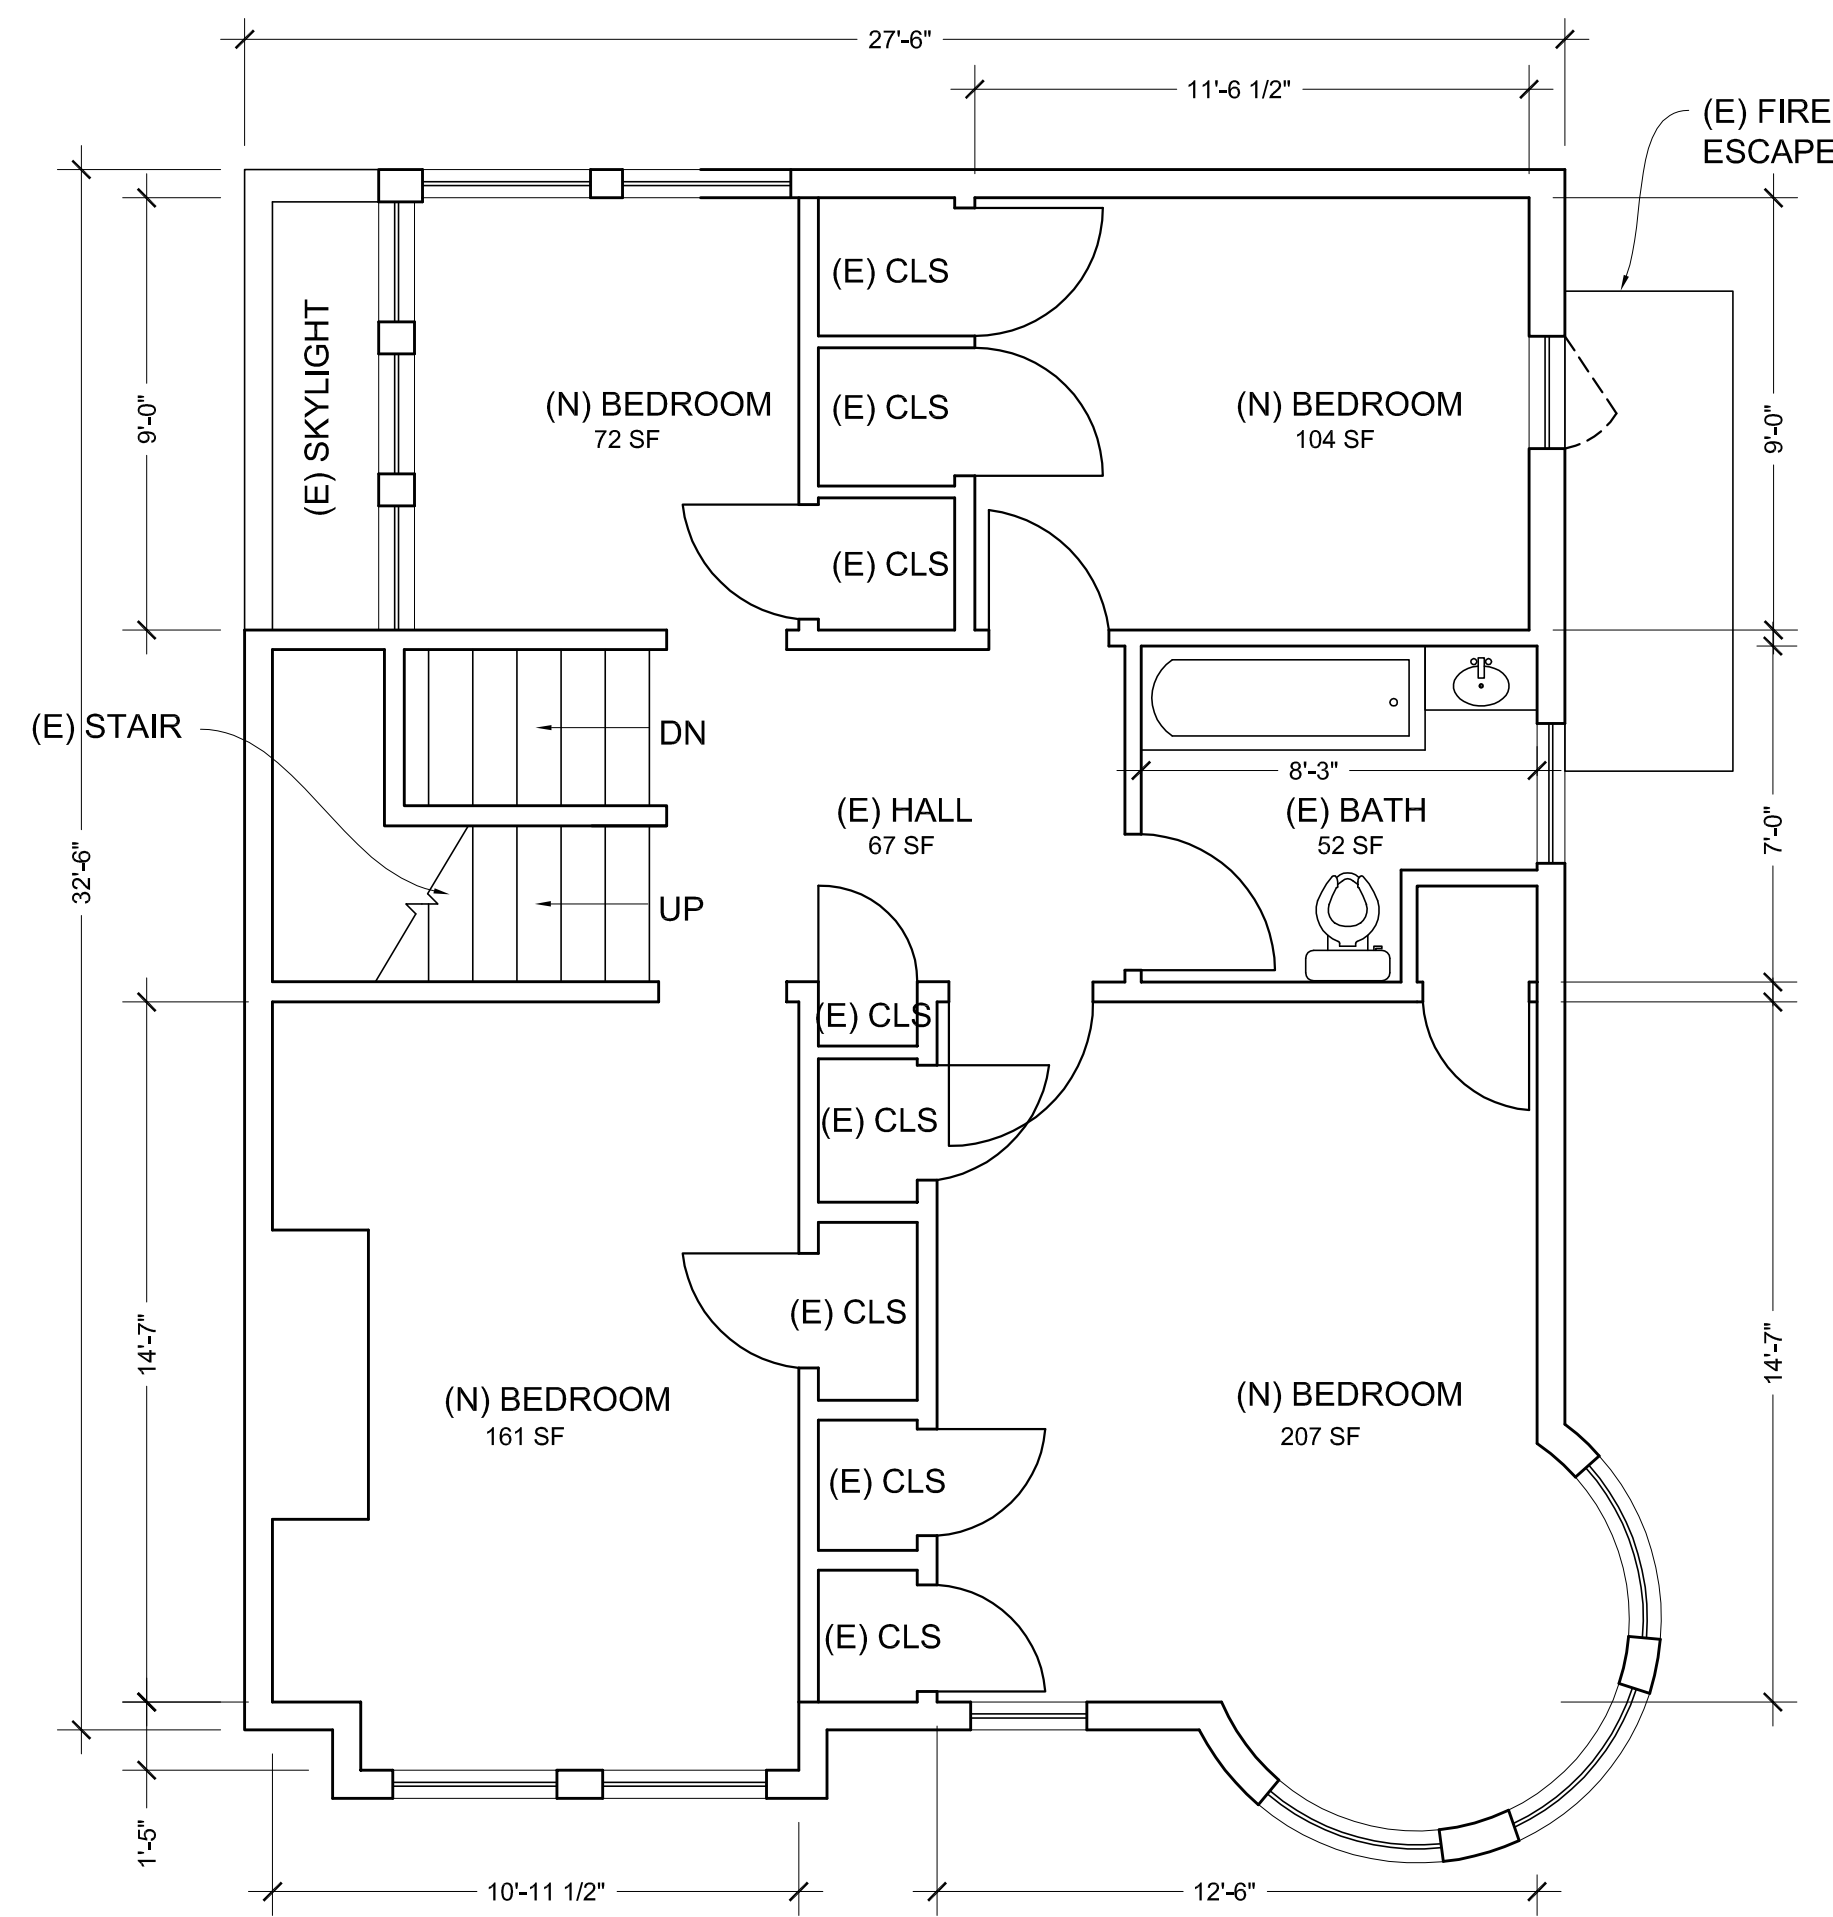 27'-6"
11'-6 1/2"
(E) FIRE
ESCAPE
(E) CLS
(E) SKYLIGHT
9'-0"
(N) BEDROOM
72 SF
(E) CLS
(N) BEDROOM
104 SF
9'-0"
(E) CLS
(E) STAIR
DN
8'-3"
(E) HALL
67 SF
(E) BATH
52 SF
7'-0"
32'-6"
UP
(E) CLS
(E) CLS
(E) CLS
14'-7"
14'-7"
(N) BEDROOM
161 SF
(N) BEDROOM
207 SF
(E) CLS
(E) CLS
1'-5"
10'-11 1/2"
12'-6"